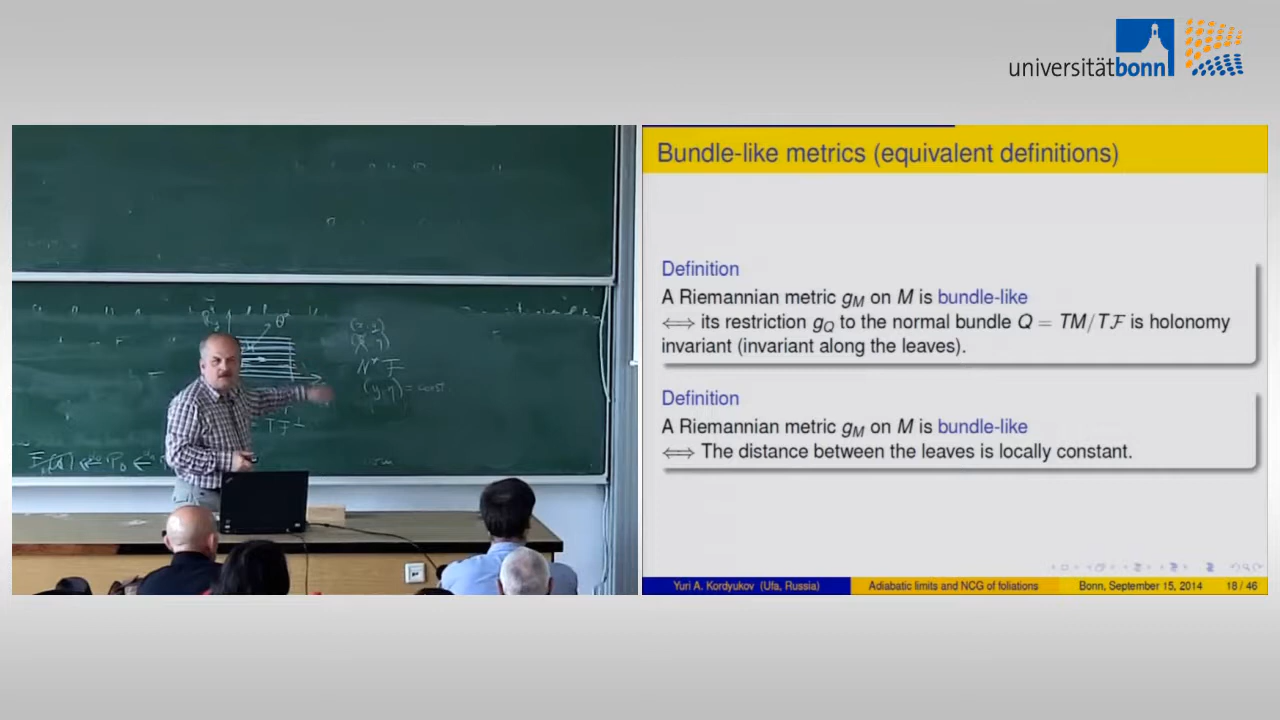 universitätbonn
Bundle-like metrics (equivalent definitions)
Definition
A Riemannian metric g_M on M is bundle-like
⟺ its restriction g_Q to the normal bundle Q = TM/TF is holonomy
invariant (invariant along the leaves).
Definition
A Riemannian metric g_M on M is bundle-like
⟺ The distance between the leaves is locally constant.
Yuri A. Kordyukov (Ufa, Russia) Adiabatic limits and NCG of foliations Bonn, September 15, 2014 18 / 46
N* F
(y, η) = const